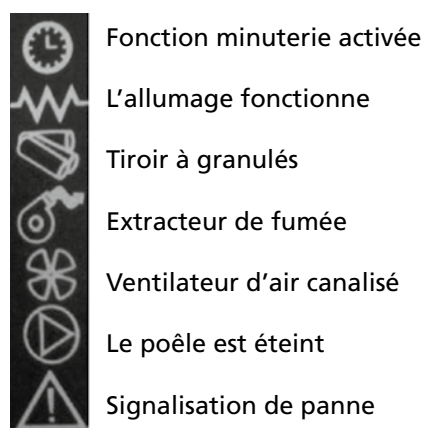 Fonction minuterie activée
L'allumage fonctionne
Tiroir à granulés
Extracteur de fumée
Ventilateur d'air canalisé
Le poêle est éteint
Signalisation de panne